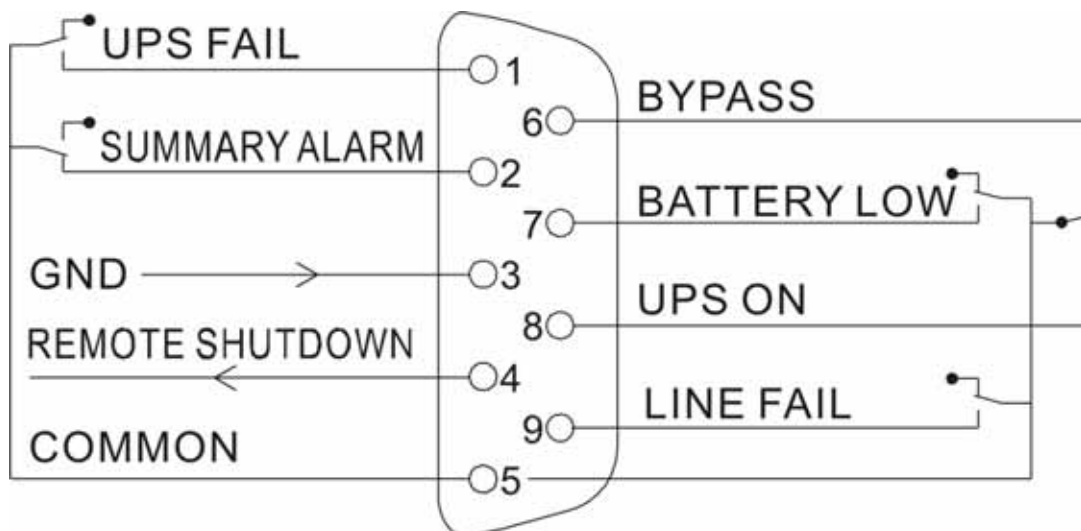 UPS FAIL
1
BYPASS
6
SUMMARY ALARM
2
BATTERY LOW
7
GND
3
UPS ON
8
REMOTE SHUTDOWN
4
LINE FAIL
9
COMMON
5